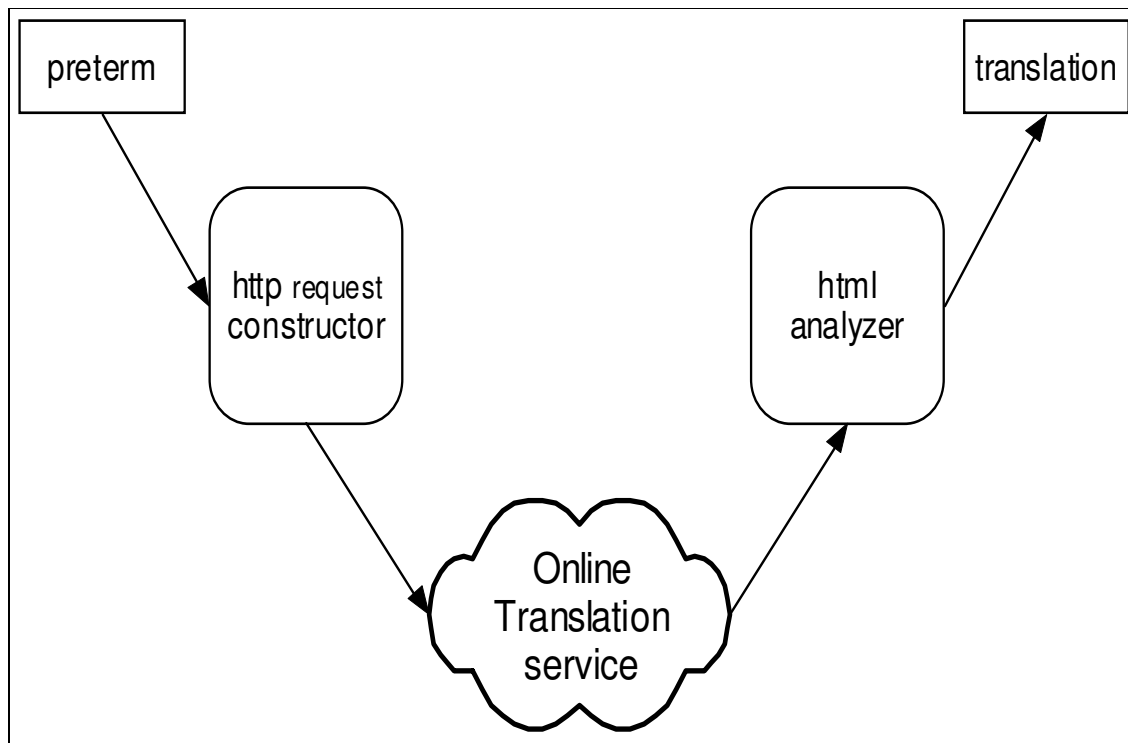 preterm
translation
http request
constructor
html
analyzer
Online
Translation
service